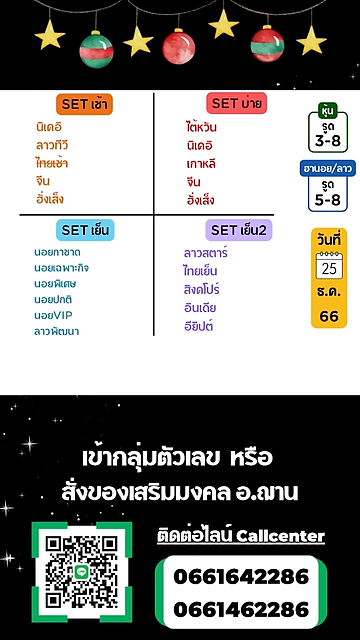 SET เช้า
นิเคอิ
ลาวทีวี
ไทยเช้า
จีน
ฮั่งเส็ง
SET บ่าย
ไต้หวัน
นิเคอิ
เกาหลี
จีน
ฮั่งเส็ง
หุ้น
รูด
3-8
ฮานอย/ลาว
รูด
5-8
SET เย็น
นอยกาชาด
นอยเฉพาะกิจ
นอยพิเศษ
นอยปกติ
นอยVIP
ลาวพัฒนา
SET เย็น2
ลาวสตาร์
ไทยเย็น
สิงคโปร์
อินเดีย
อียิปต์
วันที่
25
ธ.ค.
66
เข้ากลุ่มตัวเลข หรือ
สั่งของเสริมมงคล อ.ฌาน
ติดต่อไลน์ Callcenter
0661642286
0661462286